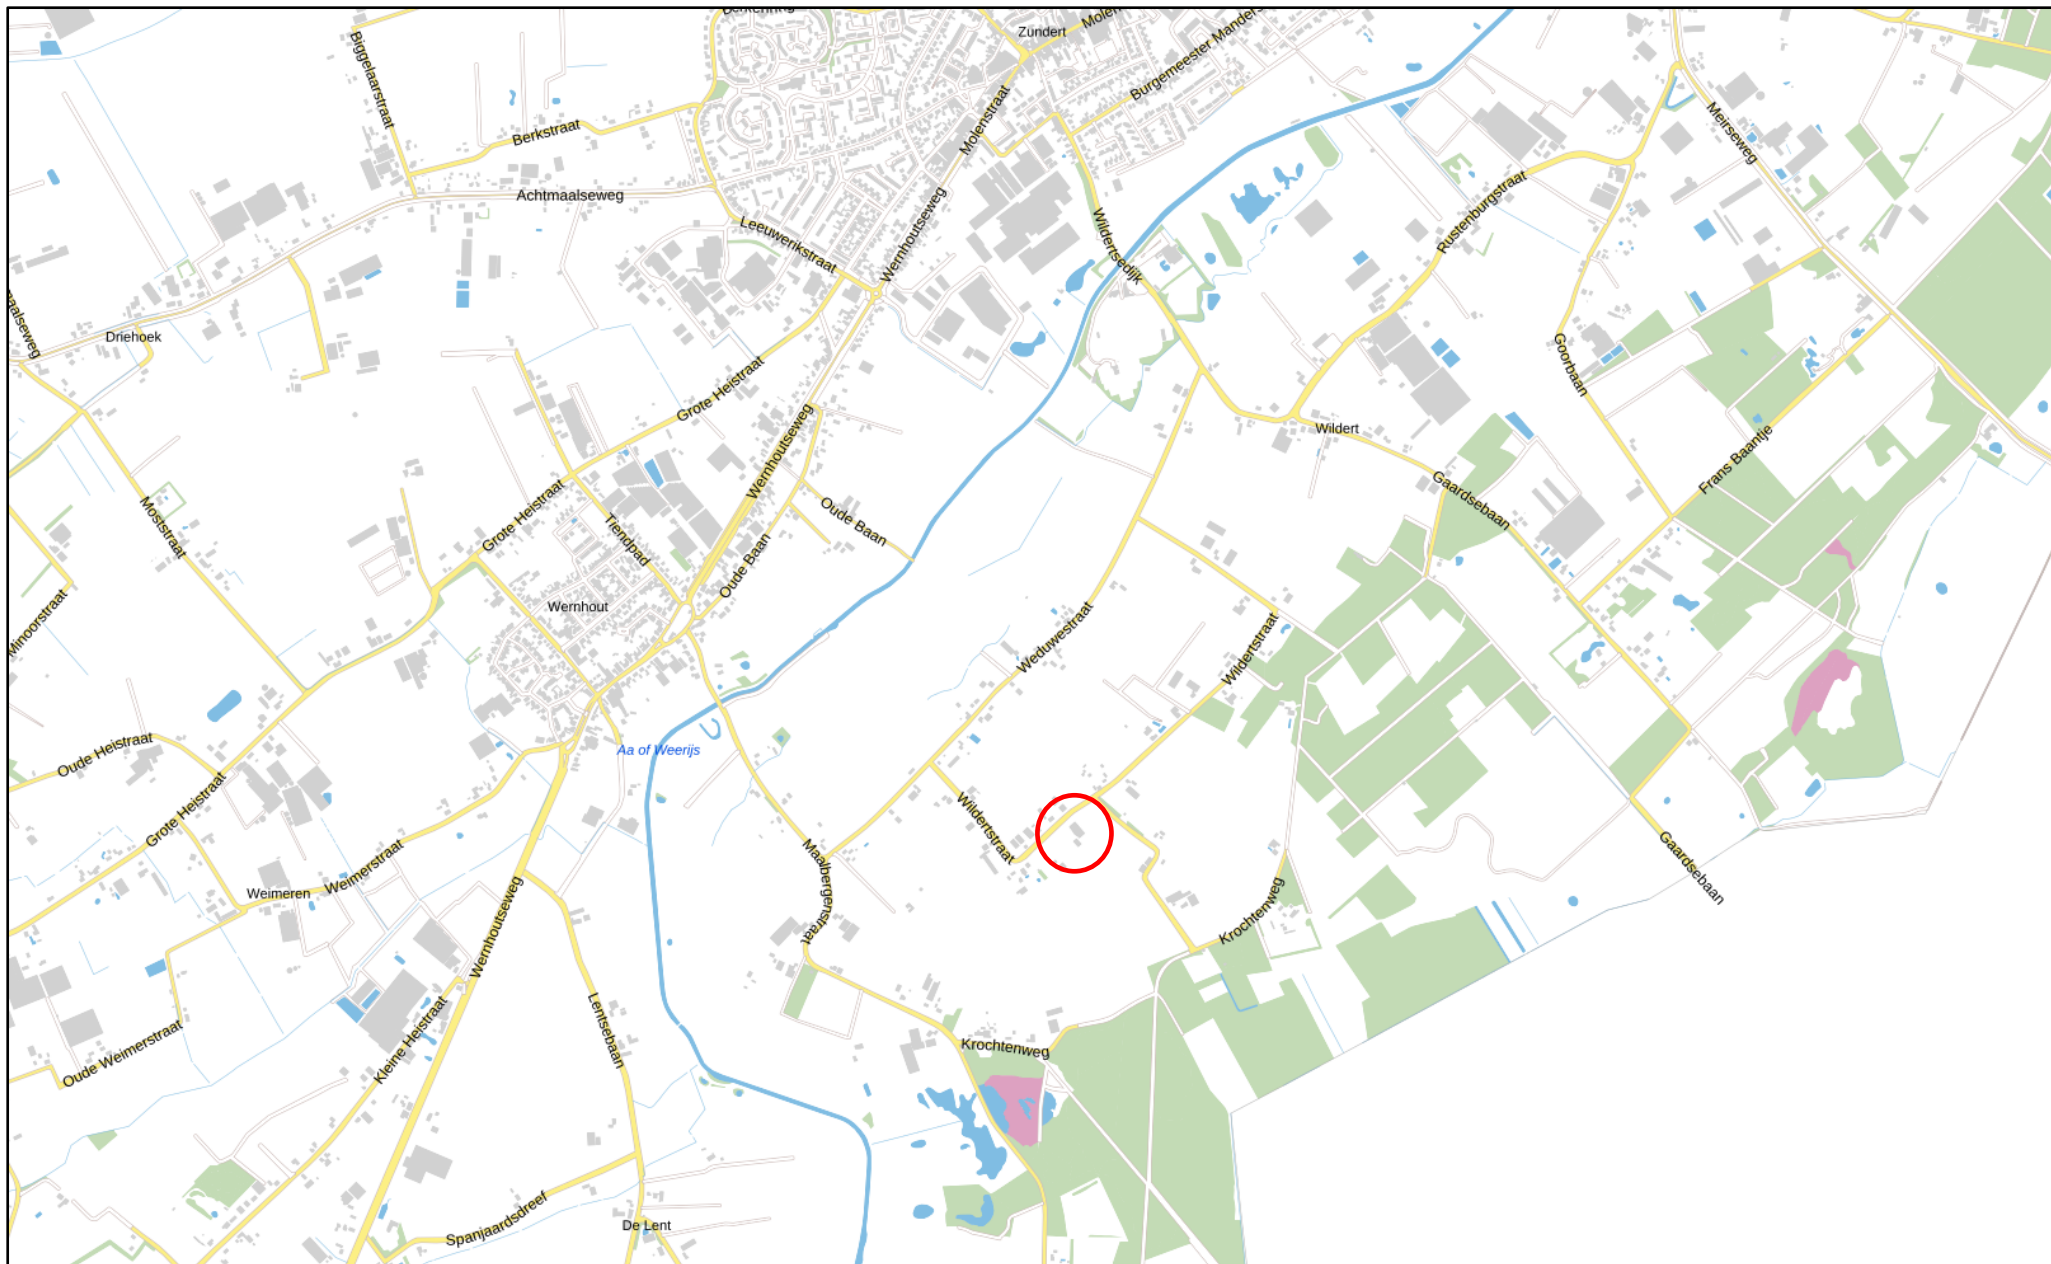 Zundert
Biggelaarstraat
Burgemeester Manders
Molenstraat
Berkstraat
Meirseweg
Achtmaalseweg
Rustenburgstraat
Leeuwerikstraat
Wernhoutseweg
Wildertsedijk
Driehoek
Goorbaan
Grote Heistraat
Wildert
Wernhoutseweg
Frans Baantje
Gaardsebaan
Grote Heistraat
Moststraat
Tiendpad
Oude Baan
Oude Baan
Minoorstraat
Wernhout
Weduwestraat
Wildertstraat
Aa of Weerijs
Oude Heistraat
Grote Heistraat
Wildertstraat
Maalbergenstraat
Gaardsebaan
Weimerstraat
Weimeren
Krochtenweg
Wernhoutseweg
Lentsebaan
Kleine Heistraat
Oude Weimerstraat
Krochtenweg
Spanjaardsdreef
De Lent